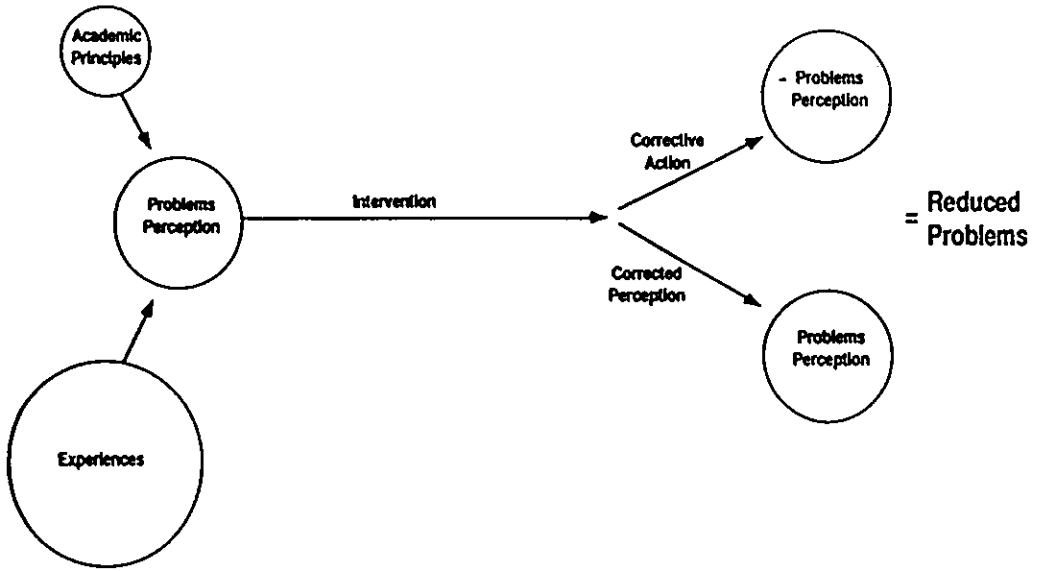 Academic
Principles
Problems
Perception
Experiences
Intervention
Corrective
Action
Corrected
Perception
- Problems
Perception
Problems
Perception
= Reduced
Problems